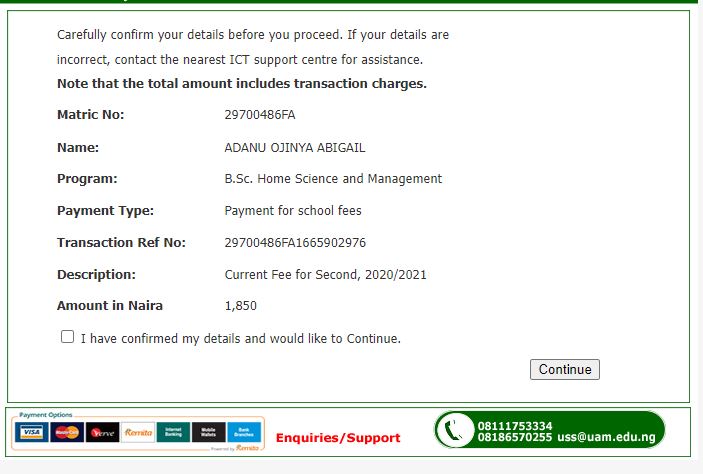 Carefully confirm your details before you proceed. If your details are
incorrect, contact the nearest ICT support centre for assistance.
Note that the total amount includes transaction charges.
Matric No: 29700486FA
Name: ADANU OJINYA ABIGAIL
Program: B.Sc. Home Science and Management
Payment Type: Payment for school fees
Transaction Ref No: 29700486FA1665902976
Description: Current Fee for Second, 2020/2021
Amount in Naira 1,850
I have confirmed my details and would like to Continue.
Continue
Payment Options
VISA MasterCard Verve Remita Internet Banking Mobile Wallets Bank Branches
Powered by Remita
Enquiries/Support
08111753334
08186570255 uss@uam.edu.ng